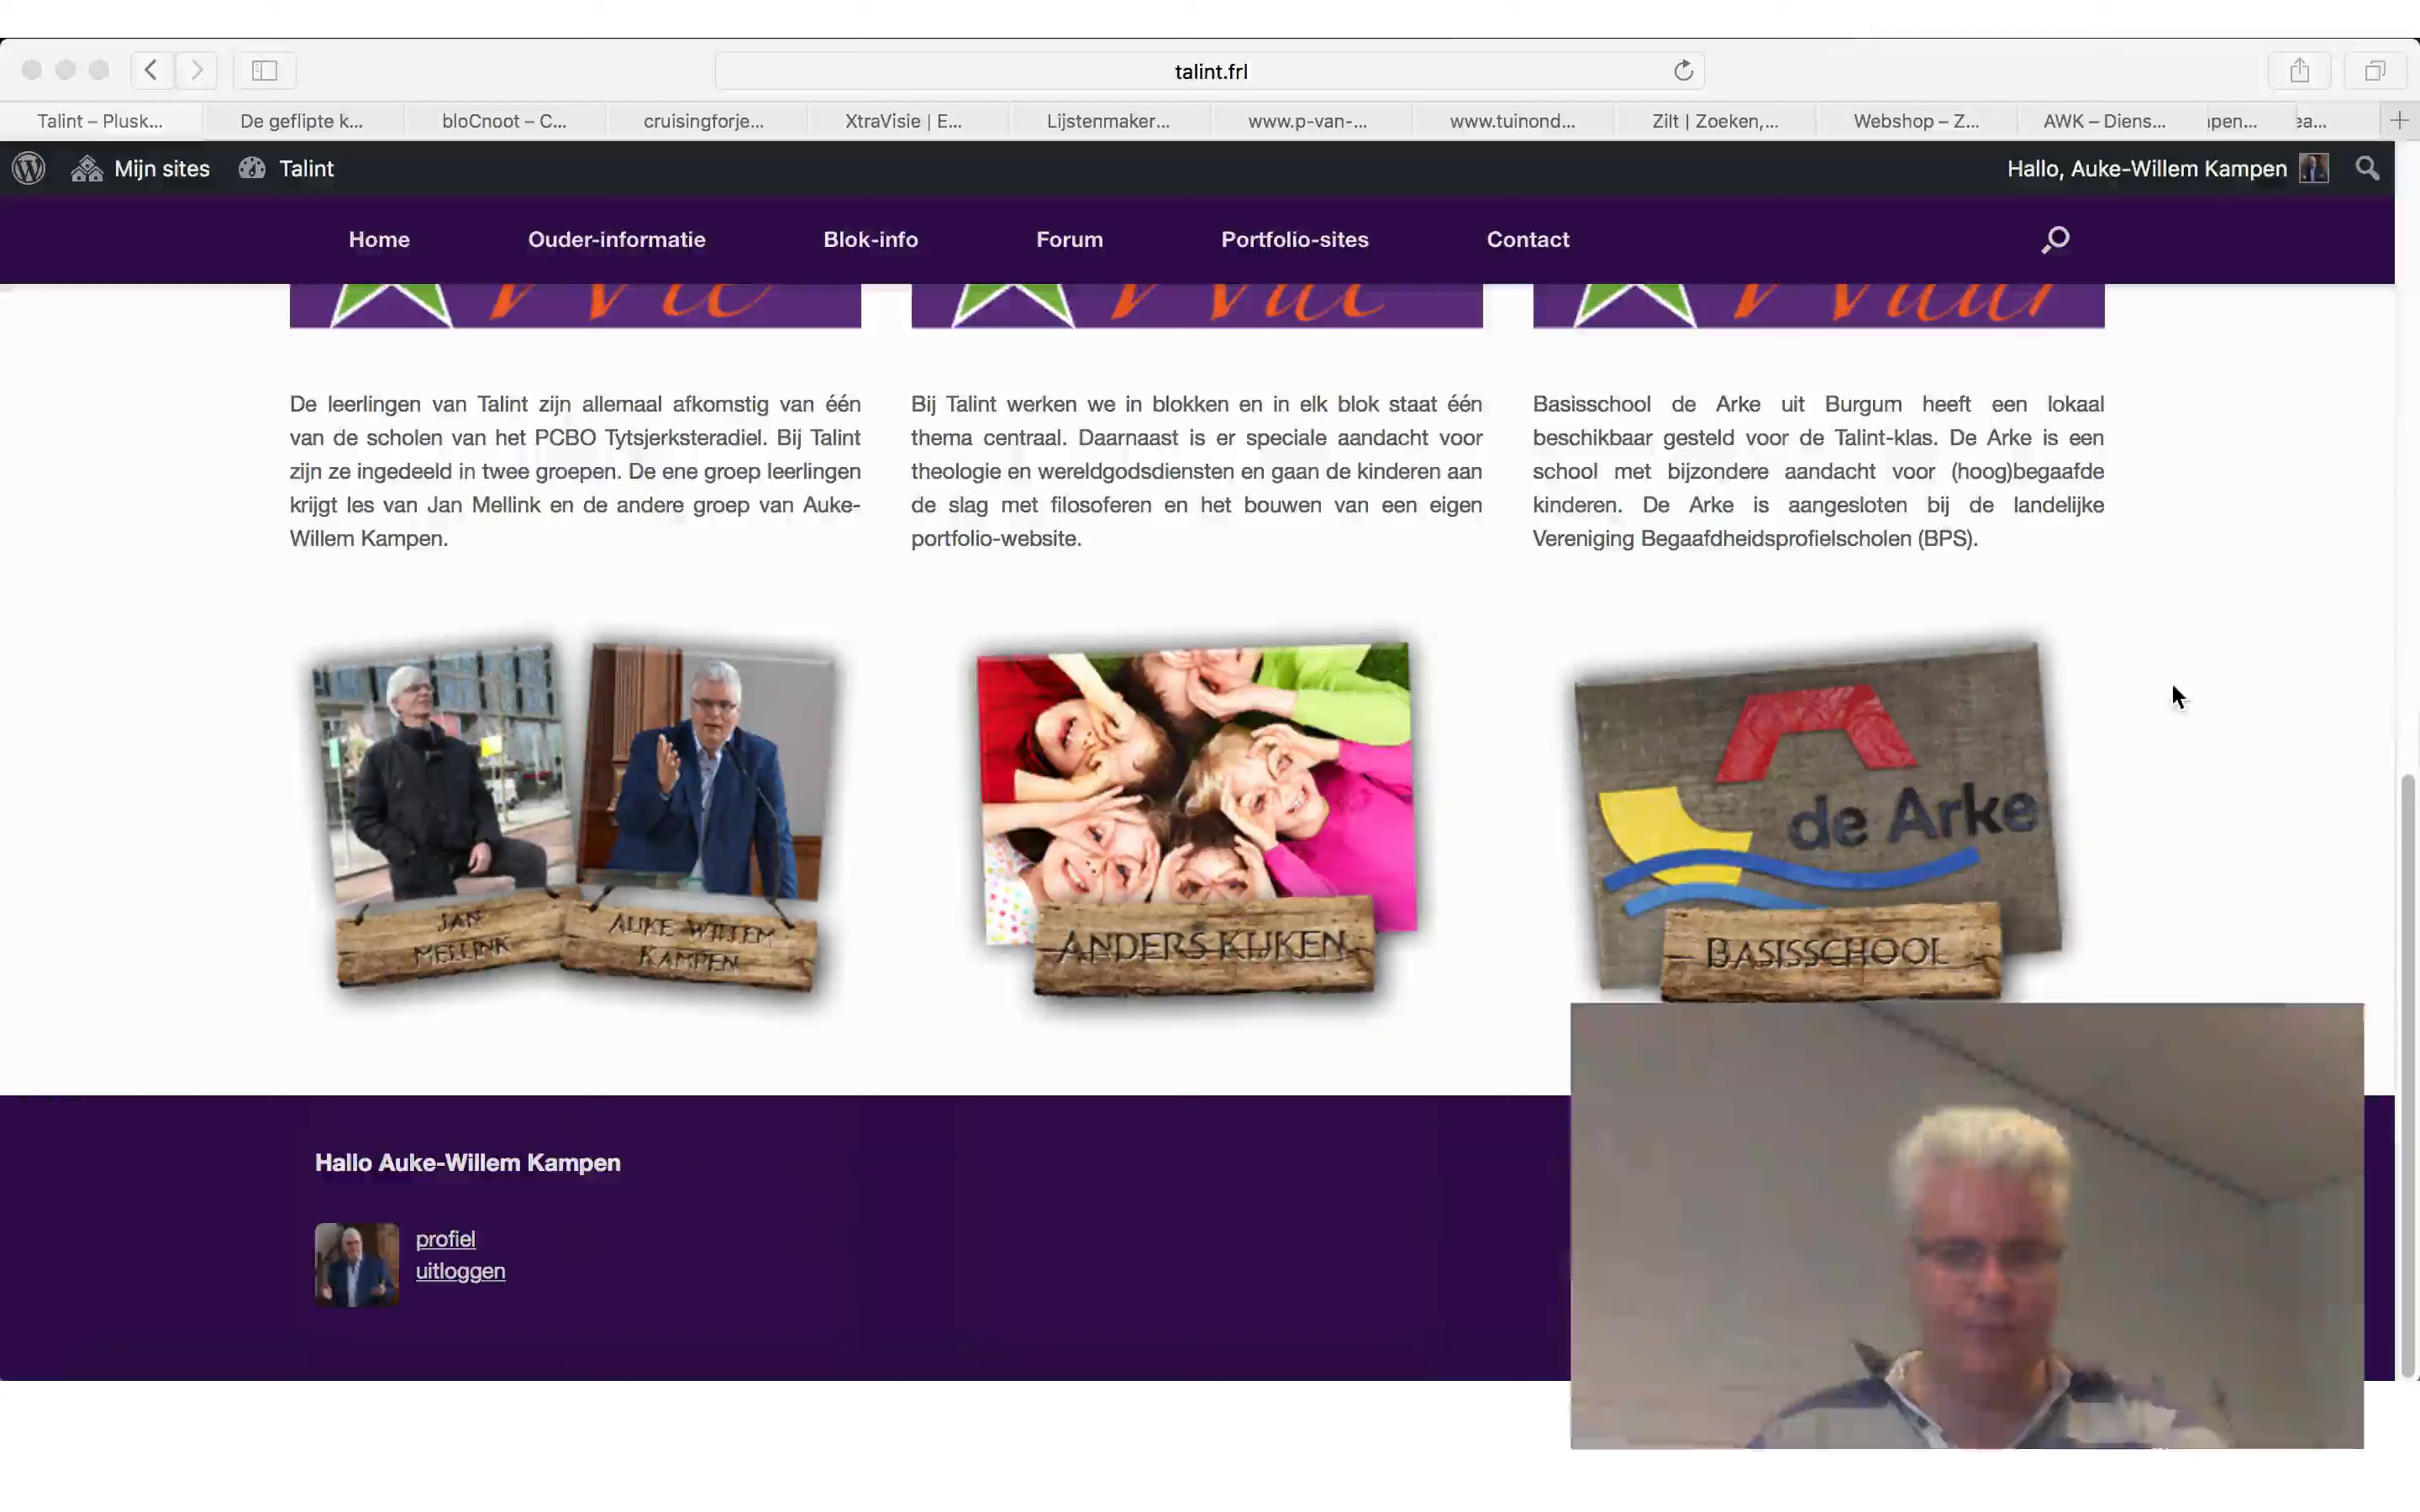 talint.frl
Talint – Plusk...
De geflipte k...
bloCnoot – C...
cruisingforje...
XtraVisie | E...
Lijstenmaker...
www.p-van-...
www.tuinond...
Zilt | Zoeken,...
Webshop – Z...
AWK – Diens...
pen...
ea...
Mijn sites
Talint
Hallo, Auke-Willem Kampen
Home
Ouder-informatie
Blok-info
Forum
Portfolio-sites
Contact
Wie
Wat
Waar
De leerlingen van Talint zijn allemaal afkomstig van één
van de scholen van het PCBO Tytsjerksteradiel. Bij Talint
zijn ze ingedeeld in twee groepen. De ene groep leerlingen
krijgt les van Jan Mellink en de andere groep van Auke-
Willem Kampen.
Bij Talint werken we in blokken en in elk blok staat één
thema centraal. Daarnaast is er speciale aandacht voor
theologie en wereldgodsdiensten en gaan de kinderen aan
de slag met filosoferen en het bouwen van een eigen
portfolio-website.
Basisschool de Arke uit Burgum heeft een lokaal
beschikbaar gesteld voor de Talint-klas. De Arke is een
school met bijzondere aandacht voor (hoog)begaafde
kinderen. De Arke is aangesloten bij de landelijke
Vereniging Begaafdheidsprofielscholen (BPS).
JAN
MELLINK
AUKE-WILLEM
KAMPEN
ANDERS KIJKEN
de Arke
BASISSCHOOL
Hallo Auke-Willem Kampen
profiel
uitloggen